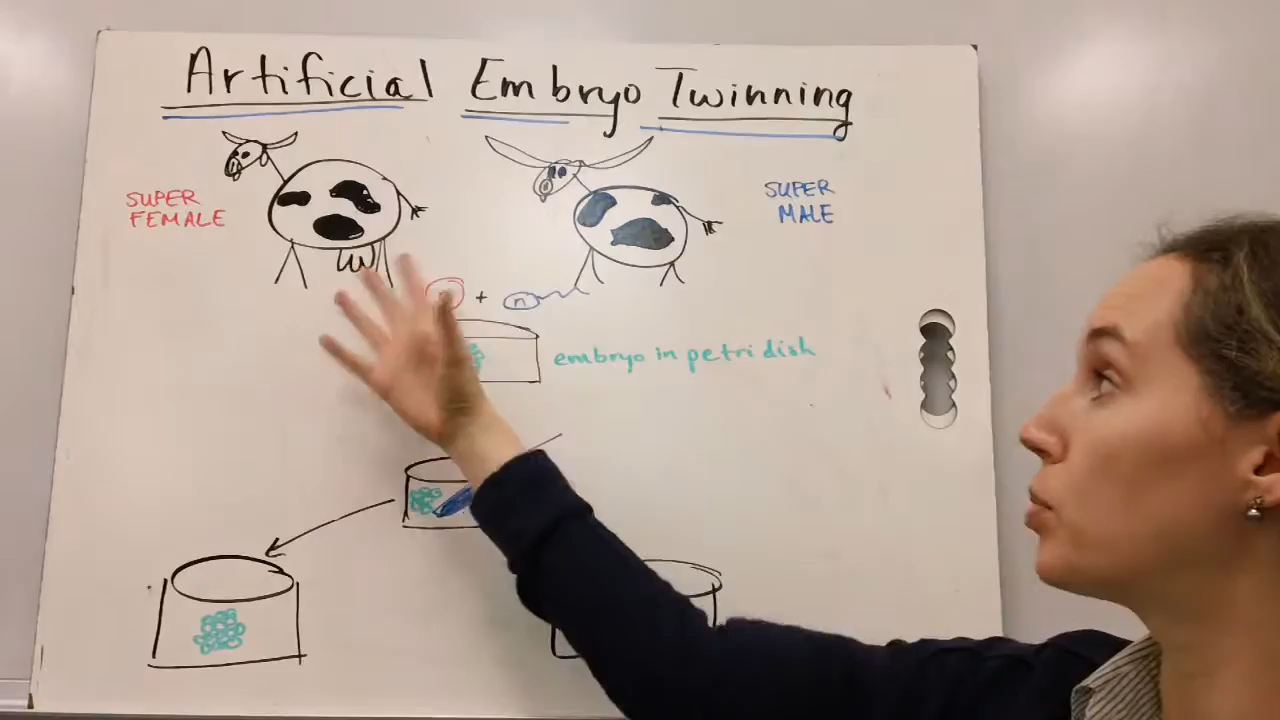 Artificial Embryo Twinning
SUPER
FEMALE
SUPER
MALE
+ n
embryo in petri dish